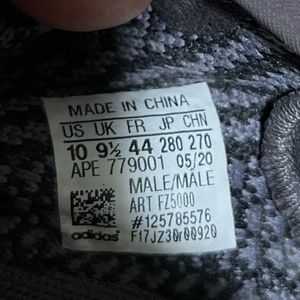 MADE IN CHINA
US UK FR JP CHN
10 9½ 44 280 270
APE 779001 05/20
MALE/MALE
ART FZ5000
#125785576
adidas F17JZ30r00920